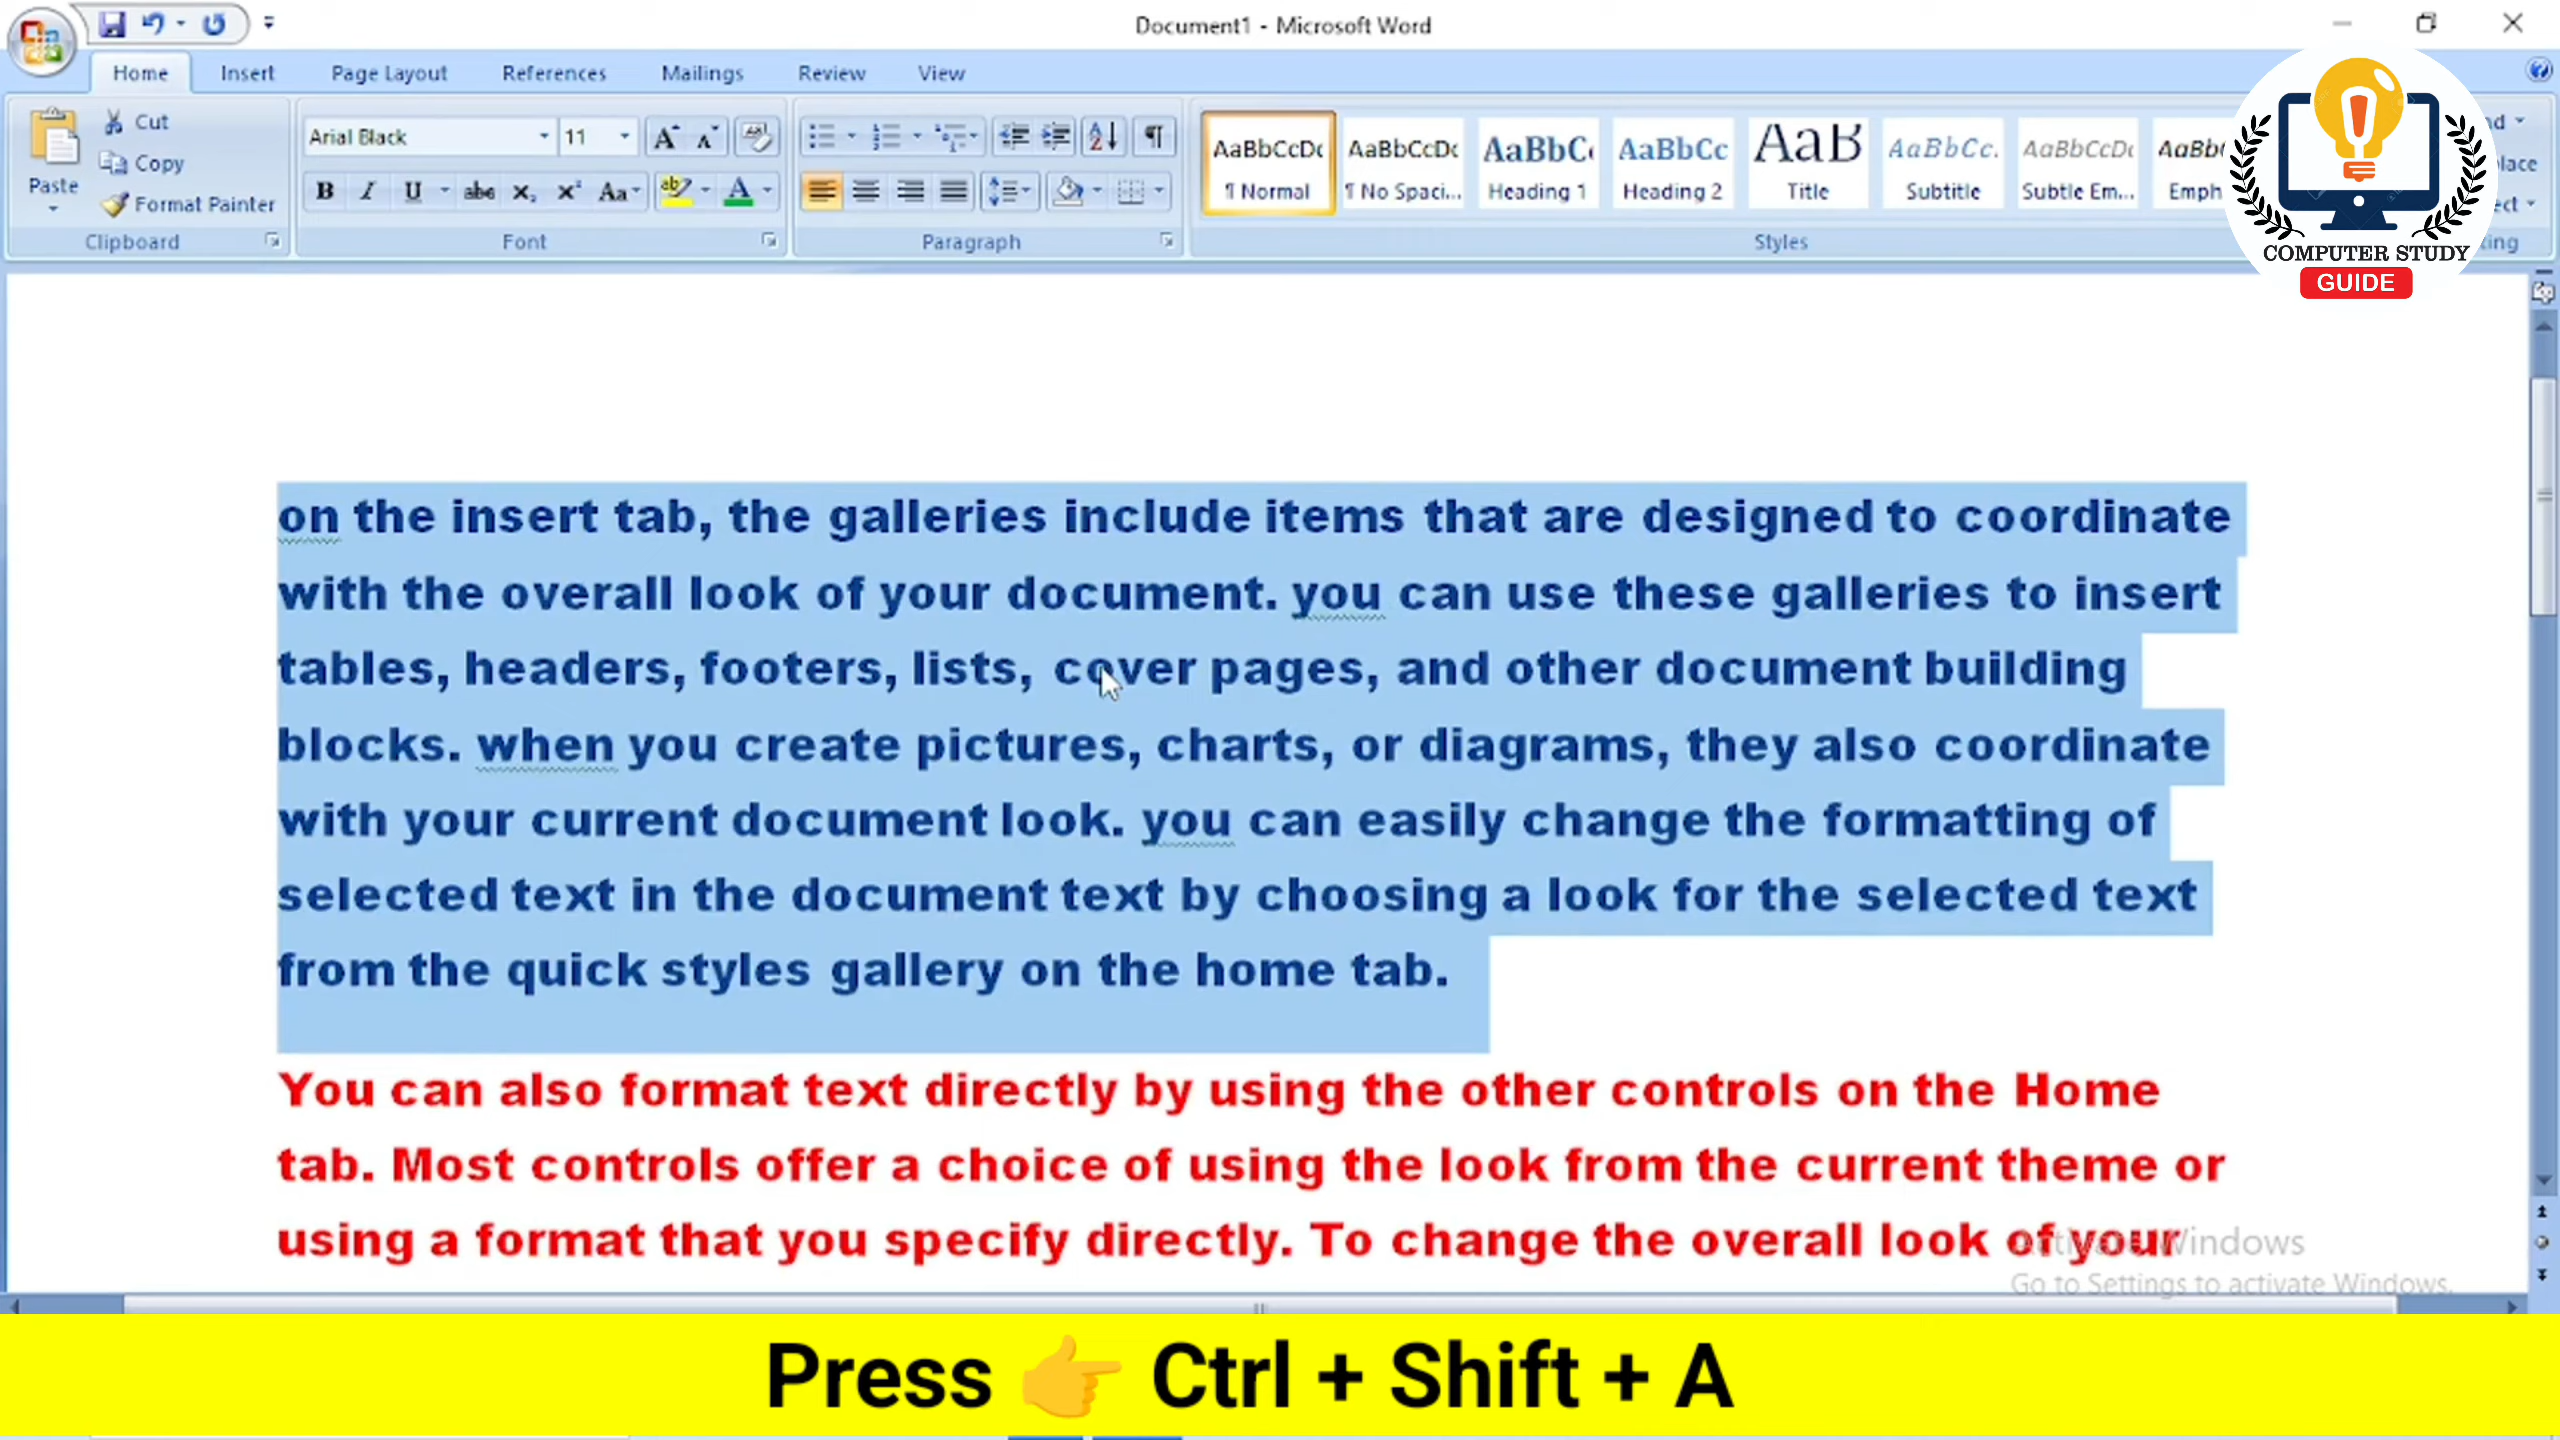 Document1 - Microsoft Word
Home Insert Page Layout References Mailings Review View
Paste
Cut
Copy
Format Painter
Clipboard
Arial Black 11
B I U abc x₂ x² Aa ab A
Font
Paragraph
AaBbCcDc AaBbCcDc AaBbC AaBbCc AaB AaBbCc. AaBbCcDc AaBb
¶ Normal ¶ No Spaci... Heading 1 Heading 2 Title Subtitle Subtle Em... Emph
Styles
COMPUTER STUDY
GUIDE
on the insert tab, the galleries include items that are designed to coordinate
with the overall look of your document. you can use these galleries to insert
tables, headers, footers, lists, cover pages, and other document building
blocks. when you create pictures, charts, or diagrams, they also coordinate
with your current document look. you can easily change the formatting of
selected text in the document text by choosing a look for the selected text
from the quick styles gallery on the home tab.
You can also format text directly by using the other controls on the Home
tab. Most controls offer a choice of using the look from the current theme or
using a format that you specify directly. To change the overall look of your
Activate Windows
Go to Settings to activate Windows.
Press 👉 Ctrl + Shift + A